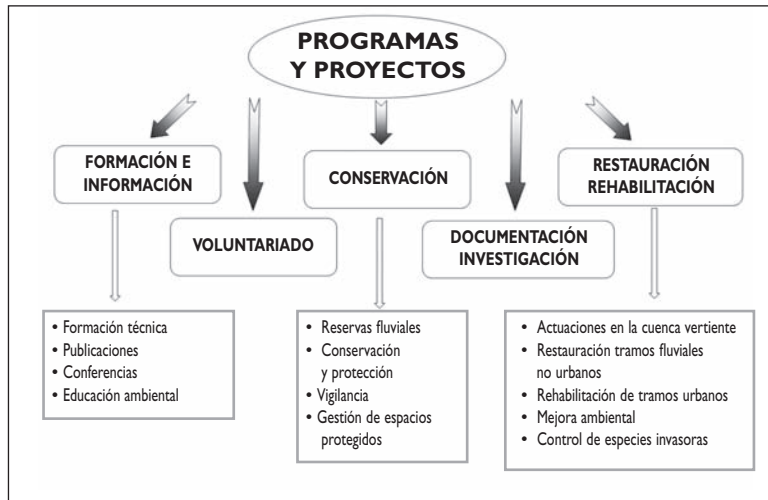 PROGRAMAS
Y PROYECTOS
FORMACIÓN E
INFORMACIÓN
CONSERVACIÓN
RESTAURACIÓN
REHABILITACIÓN
VOLUNTARIADO
DOCUMENTACIÓN
INVESTIGACIÓN
• Formación técnica
• Publicaciones
• Conferencias
• Educación ambiental
• Reservas fluviales
• Conservación
y protección
• Vigilancia
• Gestión de espacios
protegidos
• Actuaciones en la cuenca vertiente
• Restauración tramos fluviales
no urbanos
• Rehabilitación de tramos urbanos
• Mejora ambiental
• Control de especies invasoras